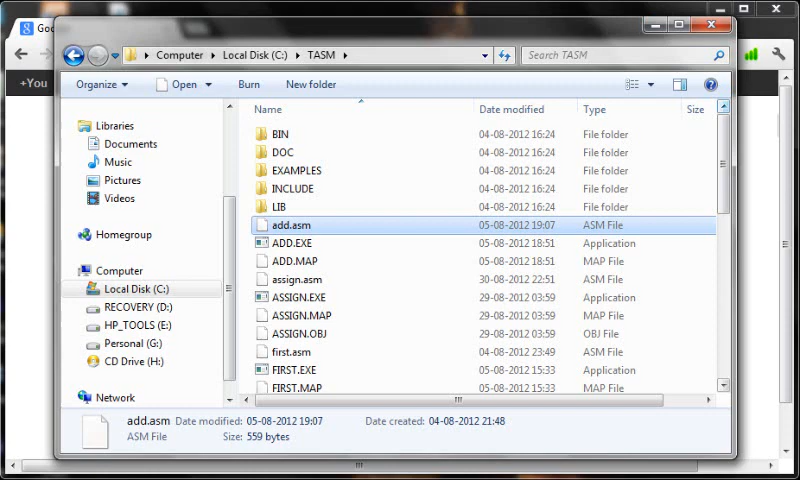 Goo
+You
Computer Local Disk (C:) TASM
Search TASM
Organize Open Burn New folder
Name Date modified Type Size
Libraries
Documents
Music
Pictures
Videos
Homegroup
Computer
Local Disk (C:)
RECOVERY (D:)
HP_TOOLS (E:)
Personal (G:)
CD Drive (H:)
Network
BIN 04-08-2012 16:24 File folder
DOC 04-08-2012 16:24 File folder
EXAMPLES 04-08-2012 16:24 File folder
INCLUDE 04-08-2012 16:24 File folder
LIB 04-08-2012 16:24 File folder
add.asm 05-08-2012 19:07 ASM File
ADD.EXE 05-08-2012 18:51 Application
ADD.MAP 05-08-2012 18:51 MAP File
assign.asm 30-08-2012 22:51 ASM File
ASSIGN.EXE 29-08-2012 03:59 Application
ASSIGN.MAP 29-08-2012 03:59 MAP File
ASSIGN.OBJ 29-08-2012 03:59 OBJ File
first.asm 04-08-2012 23:49 ASM File
FIRST.EXE 05-08-2012 15:33 Application
FIRST.MAP 05-08-2012 15:33 MAP File
add.asm Date modified: 05-08-2012 19:07 Date created: 04-08-2012 21:48
ASM File Size: 559 bytes